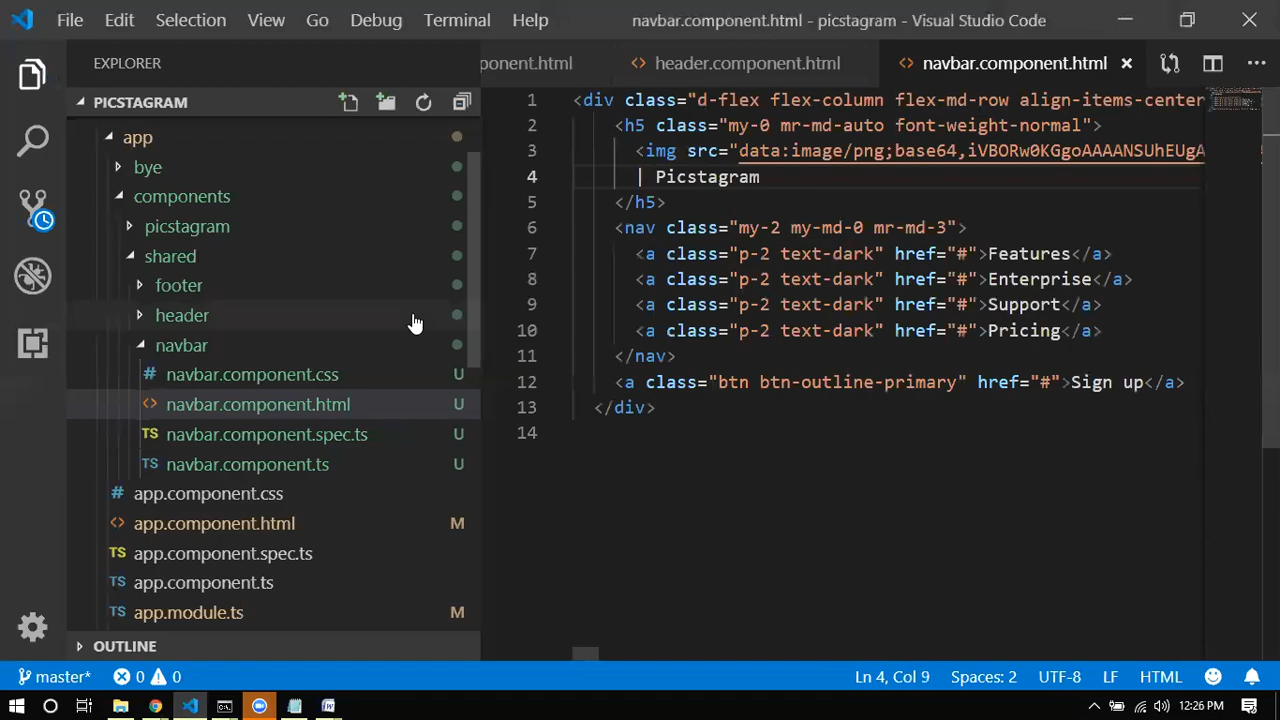 File Edit Selection View Go Debug Terminal Help navbar.component.html - picstagram - Visual Studio Code
EXPLORER
ponent.html header.component.html navbar.component.html
PICSTAGRAM
app
bye
components
picstagram
shared
footer
header
navbar
navbar.component.css U
navbar.component.html U
navbar.component.spec.ts U
navbar.component.ts U
app.component.css
app.component.html M
app.component.spec.ts
app.component.ts
app.module.ts M
OUTLINE
1 <div class="d-flex flex-column flex-md-row align-items-center
2 <h5 class="my-0 mr-md-auto font-weight-normal">
3 <img src="data:image/png;base64,iVBORw0KGgoAAAANSUhEUgA
4 | Picstagram
5 </h5>
6 <nav class="my-2 my-md-0 mr-md-3">
7 <a class="p-2 text-dark" href="#">Features</a>
8 <a class="p-2 text-dark" href="#">Enterprise</a>
9 <a class="p-2 text-dark" href="#">Support</a>
10 <a class="p-2 text-dark" href="#">Pricing</a>
11 </nav>
12 <a class="btn btn-outline-primary" href="#">Sign up</a>
13 </div>
14
master* 0 0 Ln 4, Col 9 Spaces: 2 UTF-8 LF HTML
12:26 PM